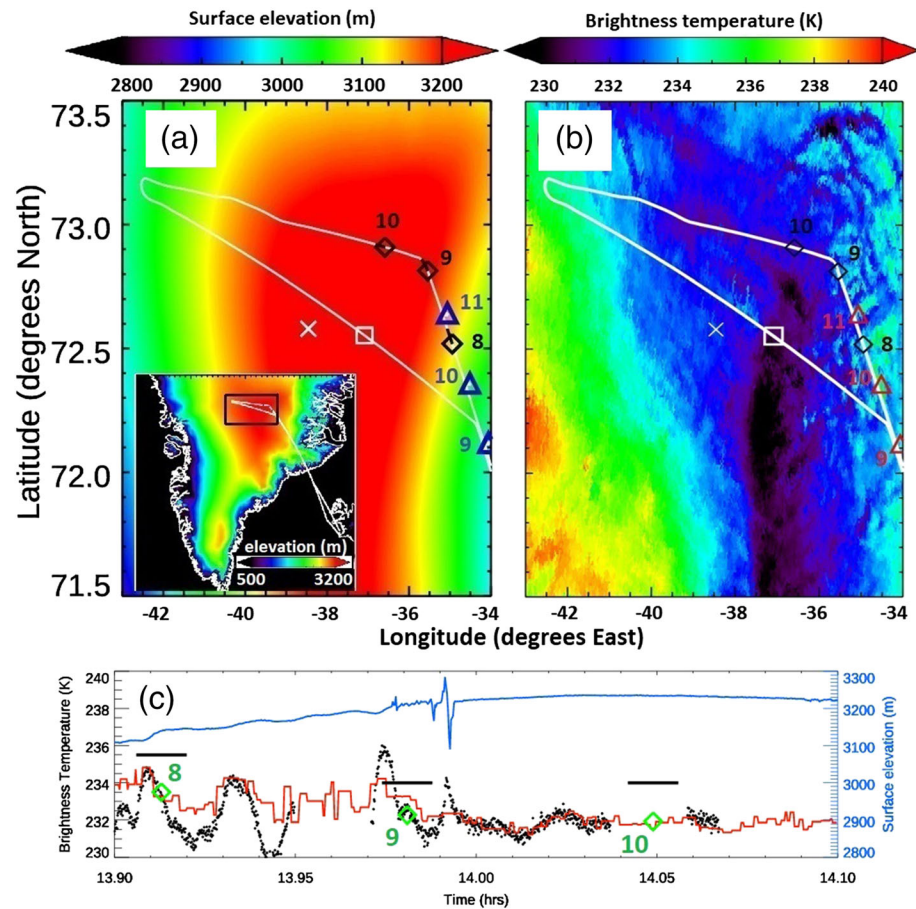 Surface elevation (m)
Brightness temperature (K)
2800 2900 3000 3100 3200
230 232 234 236 238 240
73.5
73.0
72.5
72.0
71.5
Latitude (degrees North)
(a)
10
9
11
8
10
9
elevation (m)
500 3200
-42 -40 -38 -36 -34
(b)
10
9
11
8
10
9
-42 -40 -38 -36 -34
Longitude (degrees East)
(c)
240
238
236
234
232
230
Brightness Temperature (K)
8
9
10
3300
3200
3100
3000
2900
2800
Surface elevation (m)
13.90 13.95 14.00 14.05 14.10
Time (hrs)